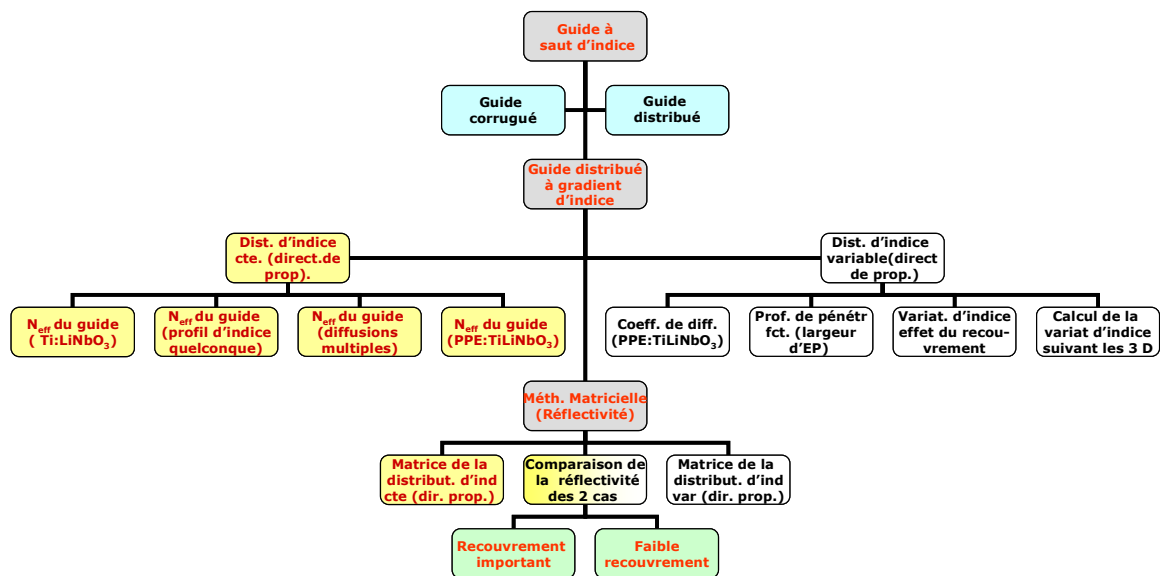 Guide à
saut d’indice
Guide
corrugué
Guide
distribué
Guide distribué
à gradient
d’indice
Dist. d’indice
cte. (direct.de
prop).
Dist. d’indice
variable(direct
de prop.)
Neff du guide
( Ti:LiNbO3)
Neff du guide
(profil d’indice
quelconque)
Neff du guide
(diffusions
multiples)
Neff du guide
(PPE:TiLiNbO3)
Coeff. de diff.
(PPE:TiLiNbO3)
Prof. de pénétr
fct. (largeur
d’EP)
Variat. d’indice
effet du recou-
vrement
Calcul de la
variat d’indice
suivant les 3 D
Méth. Matricielle
(Réflectivité)
Matrice de la
distribut. d’ind
cte (dir. prop.)
Comparaison de
la réflectivité
des 2 cas
Matrice de la
distribut. d’ind
var (dir. prop.)
Recouvrement
important
Faible
recouvrement